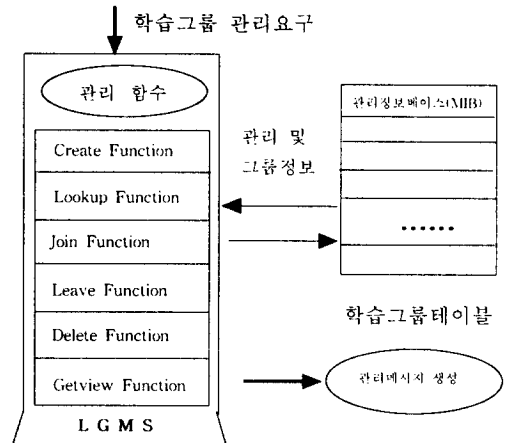 학습그룹 관리요구
관리 함수
Create Function
Lookup Function
Join Function
Leave Function
Delete Function
Getview Function
L G M S
관리 및
그룹정보
관리정보베이스(MIB)
......
학습그룹테이블
관리메시지 생성